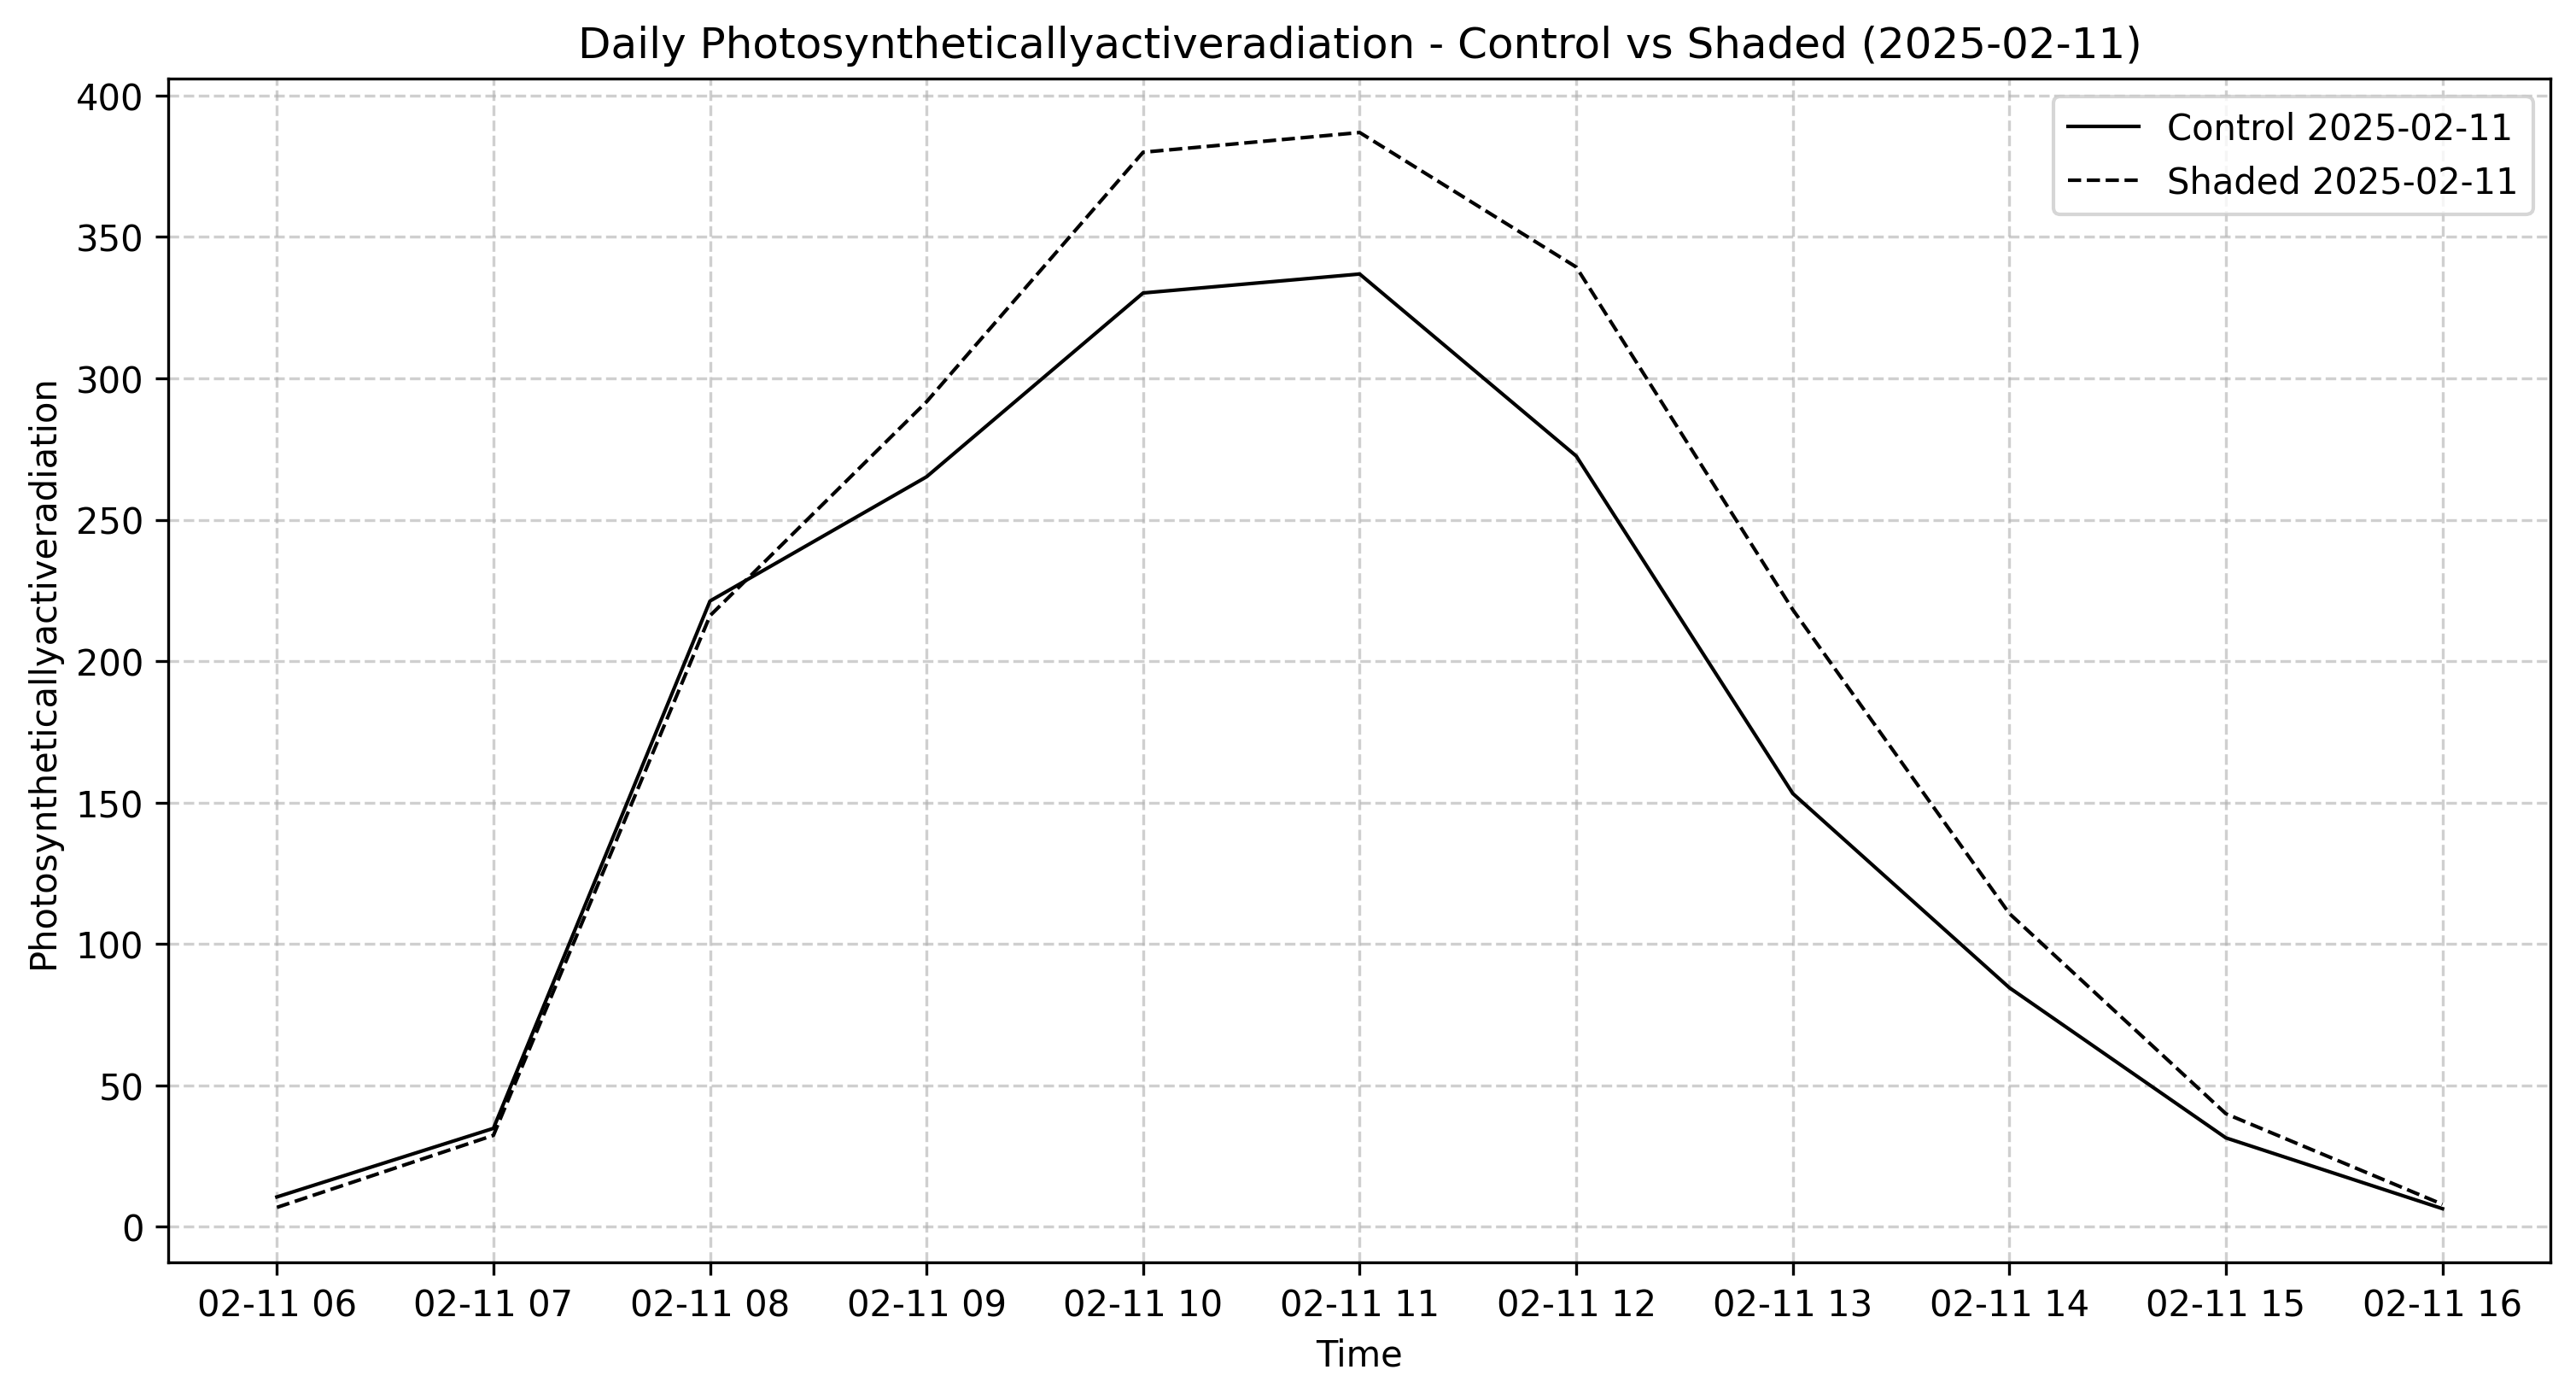 Daily Photosyntheticallyactiveradiation - Control vs Shaded (2025-02-11)
Control 2025-02-11
Shaded 2025-02-11
Photosyntheticallyactiveradiation
400
350
300
250
200
150
100
50
0
02-11 06 02-11 07 02-11 08 02-11 09 02-11 10 02-11 11 02-11 12 02-11 13 02-11 14 02-11 15 02-11 16
Time